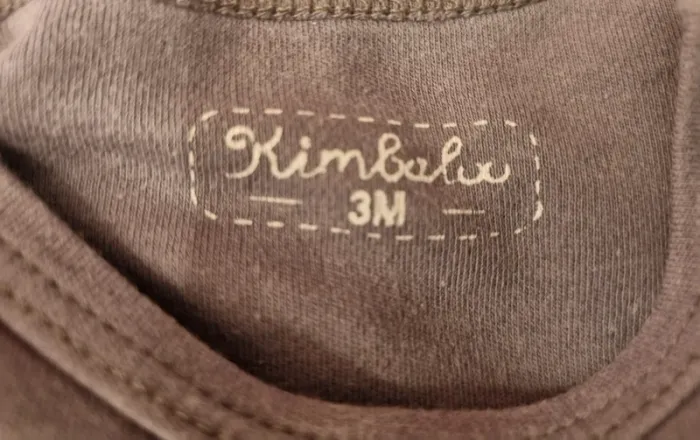 Kimbaloo
— 3M —